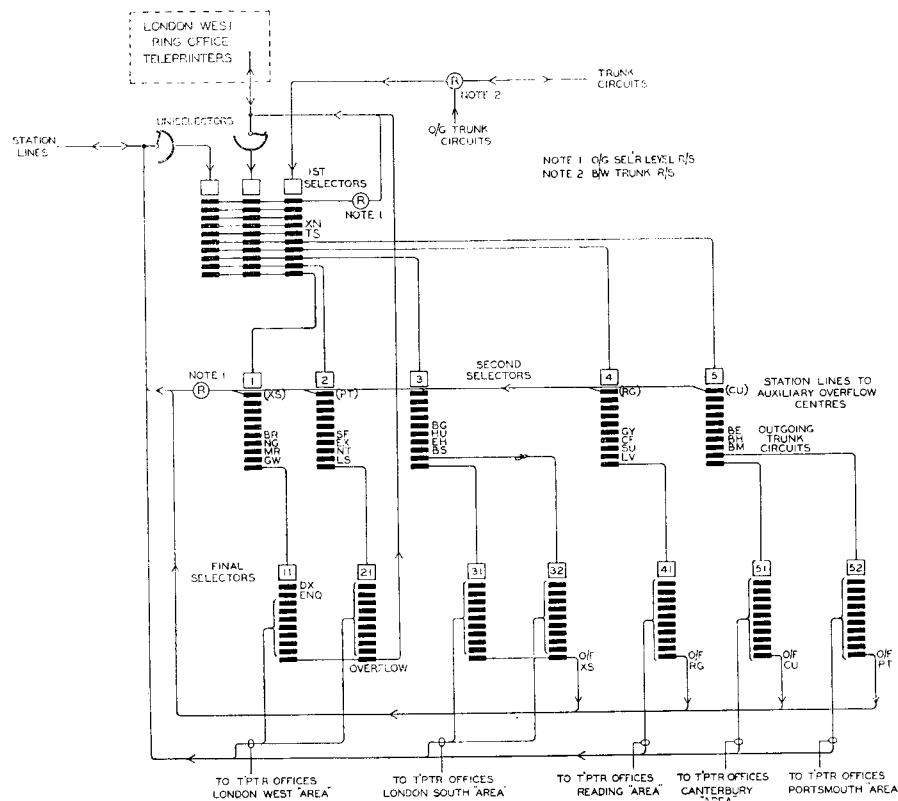 LONDON WEST
RING OFFICE
TELEPRINTERS
UNISELECTORS
STATION
LINES
R
NOTE 2
TRUNK
CIRCUITS
O/G TRUNK
CIRCUITS
NOTE 1 O/G SEL'R LEVEL R/S
NOTE 2 B/W TRUNK R/S
1ST
SELECTORS
R
NOTE 1
XN
TS
NOTE 1
R
1
(XS)
BR
NG
MR
GW
2
(PT)
SF
EX
NT
LS
3
BG
HU
EH
BS
SECOND
SELECTORS
4
(RG)
GY
CF
SU
LV
5
(CU)
BE
BH
BM
STATION LINES TO
AUXILIARY OVERFLOW
CENTRES
OUTGOING
TRUNK
CIRCUITS
FINAL
SELECTORS
11
DX
ENQ
21
OVERFLOW
31
32
O/F
XS
41
O/F
RG
51
O/F
CU
52
O/F
PT
TO T'PTR OFFICES
LONDON WEST "AREA"
TO T'PTR OFFICES
LONDON SOUTH "AREA"
TO T'PTR OFFICES
READING "AREA"
TO T'PTR OFFICES
CANTERBURY
"AREA"
TO T'PTR OFFICES
PORTSMOUTH "AREA"